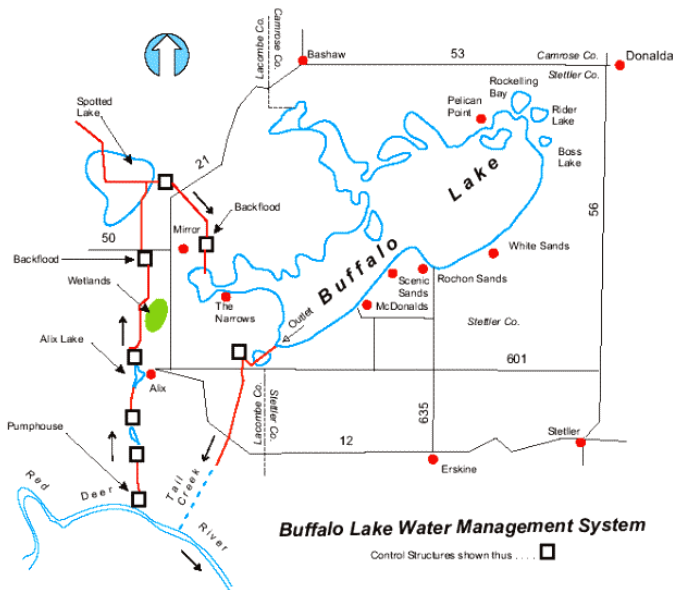 Bashaw
53
Camrose Co.
Donalda
Stettler Co.
Lacombe Co.
Camrose Co.
Spotted
Lake
Rockelling
Bay
Pelican
Point
Rider
Lake
Boss
Lake
21
Backflood
50
Mirror
56
Lake
Buffalo
White Sands
Backflood
Wetlands
The
Narrows
Scenic
Sands
Rochon Sands
McDonalds
Outlet
Stettler Co.
Alix Lake
Alix
601
Lacombe Co.
Stettler Co.
635
Pumphouse
12
Stettler
Erskine
Tail
Creek
Red
Deer
River
Buffalo Lake Water Management System
Control Structures shown thus . . . .